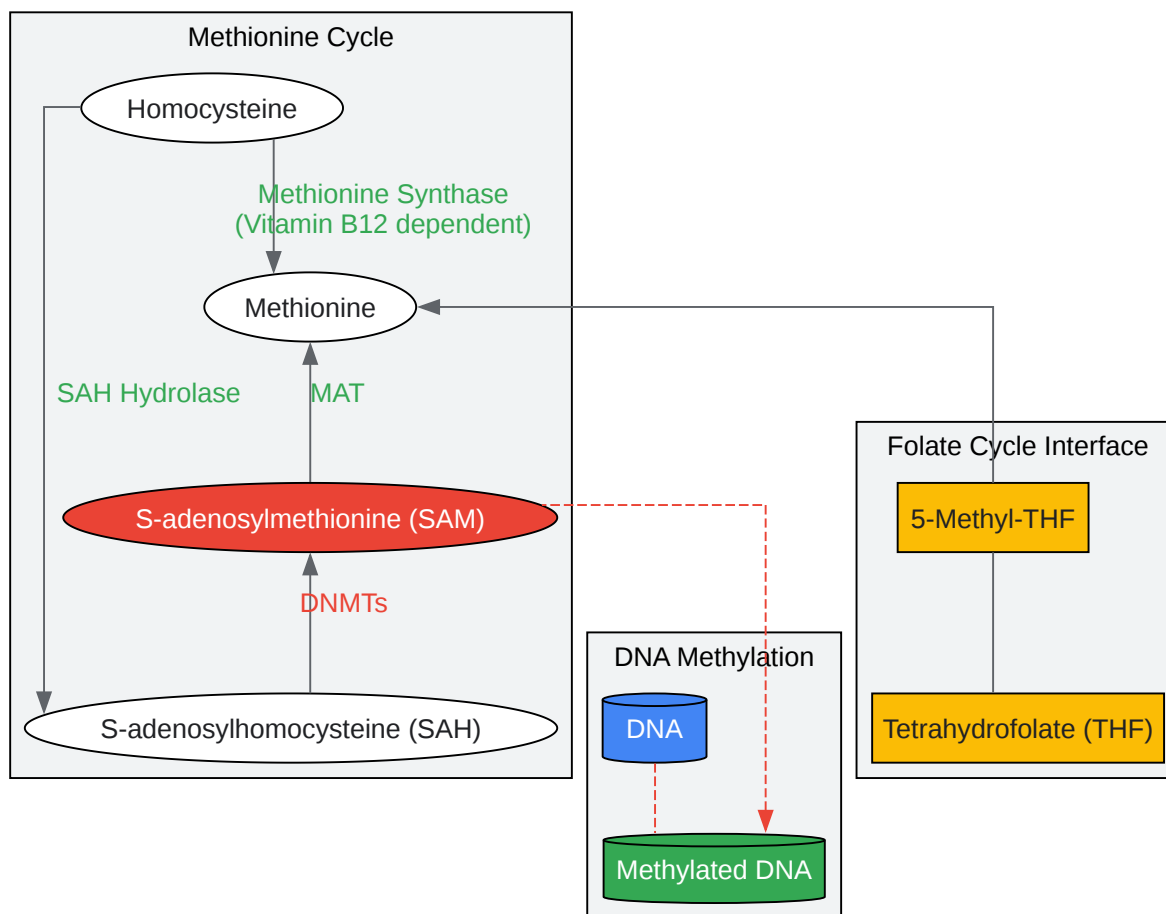 Methionine Cycle
Homocysteine
Methionine Synthase
(Vitamin B12 dependent)
Methionine
SAH Hydrolase
MAT
S-adenosylmethionine (SAM)
DNMTs
S-adenosylhomocysteine (SAH)
Folate Cycle Interface
5-Methyl-THF
Tetrahydrofolate (THF)
DNA Methylation
DNA
Methylated DNA